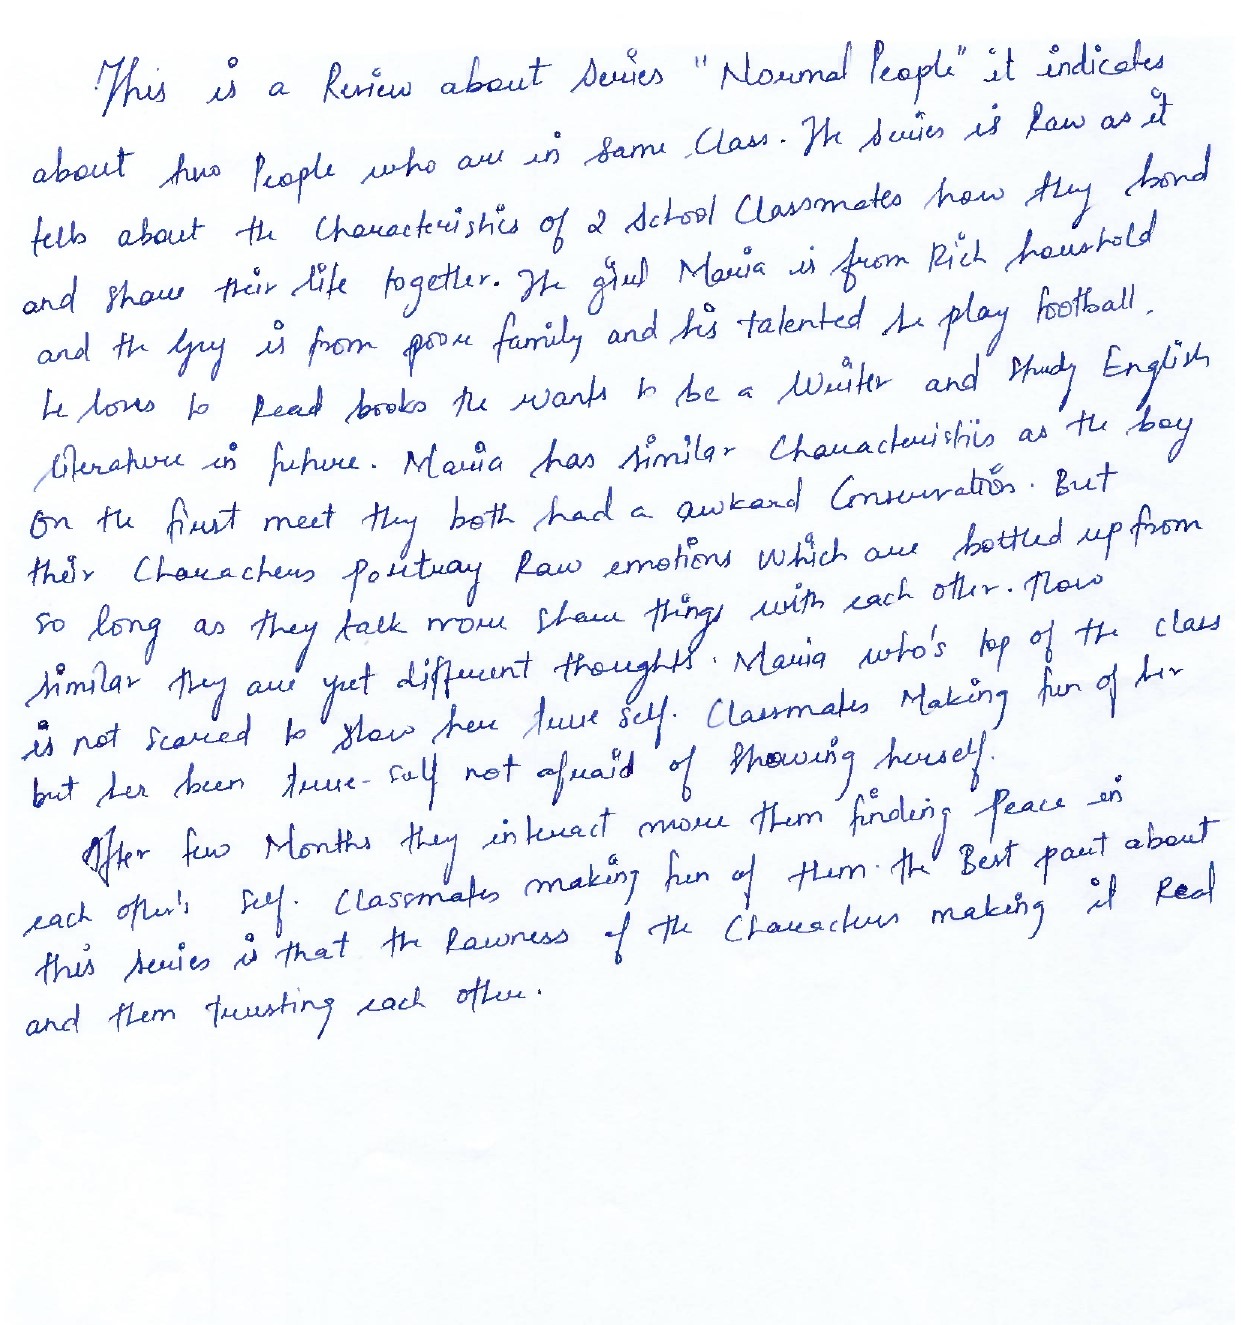 This is a Review about series "Normal People" it indicates
about two People who are in same Class. The series is Raw as it
tells about the Characteristics of 2 School Classmates how they bond
and share their life together. The girl Maria is from Rich houshold
and the Guy is from poor family and his talented he play football.
he loves to Read books the wants to be a Writer and Study English
literature in future. Maria has similar Characteristics as the boy
On the first meet they both had a awkard Conservation. But
their Characters portray Raw emotions which are bottled up from
so long as they talk more share things with each other. How
similar they are yet different thoughts. Maria who's top of the class
is not scared to show her true self. Classmates Making fun of her
but her been true-self not afraid of Showing herself.
After few Months they interact more them finding Peace in
each other's self. Classmates making fun of them. the Best part about
this series is that the Rawness of the Characters making it Real
and them trusting each other.